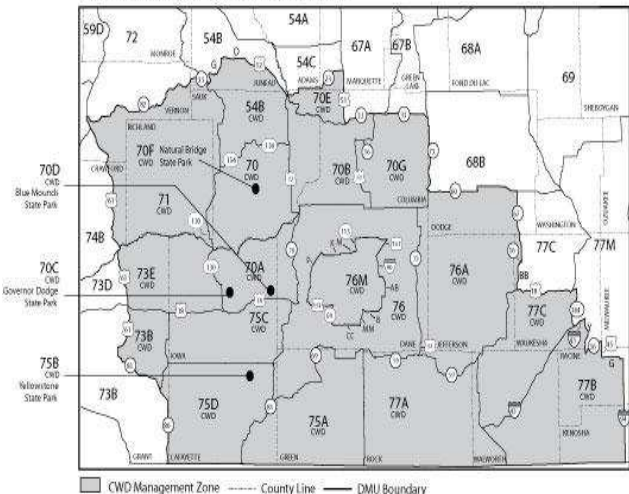 59D
72
54B
54A
67A
67B
68A
69
MONROE
JUNEAU
54C
ADAMS
MARQUETTE
GREEN LAKE
FOND DU LAC
SHEBOYGAN
G
O
SAUK
VERNON
70E
CWD
54B
CWD
RICHLAND
70F
CWD
Natural Bridge
State Park
70
CWD
70B
CWD
70G
CWD
68B
70D
CWD
Blue Mounds
State Park
CRAWFORD
71
CWD
COLUMBIA
DODGE
WASHINGTON
OZAUKEE
74B
77C
77M
70C
CWD
Governor Dodge
State Park
73D
73E
CWD
70A
CWD
76M
CWD
76
CWD
76A
CWD
BB
MILWAUKEE
AB
MM
CC
75C
CWD
77C
CWD
73B
CWD
IOWA
DANE
JEFFERSON
WAUKESHA
RACINE
G
75B
CWD
Yellowstone
State Park
73B
75D
CWD
75A
CWD
77A
CWD
77B
CWD
KENOSHA
GRANT
LAFAYETTE
GREEN
ROCK
WALWORTH
CWD Management Zone County Line DMU Boundary